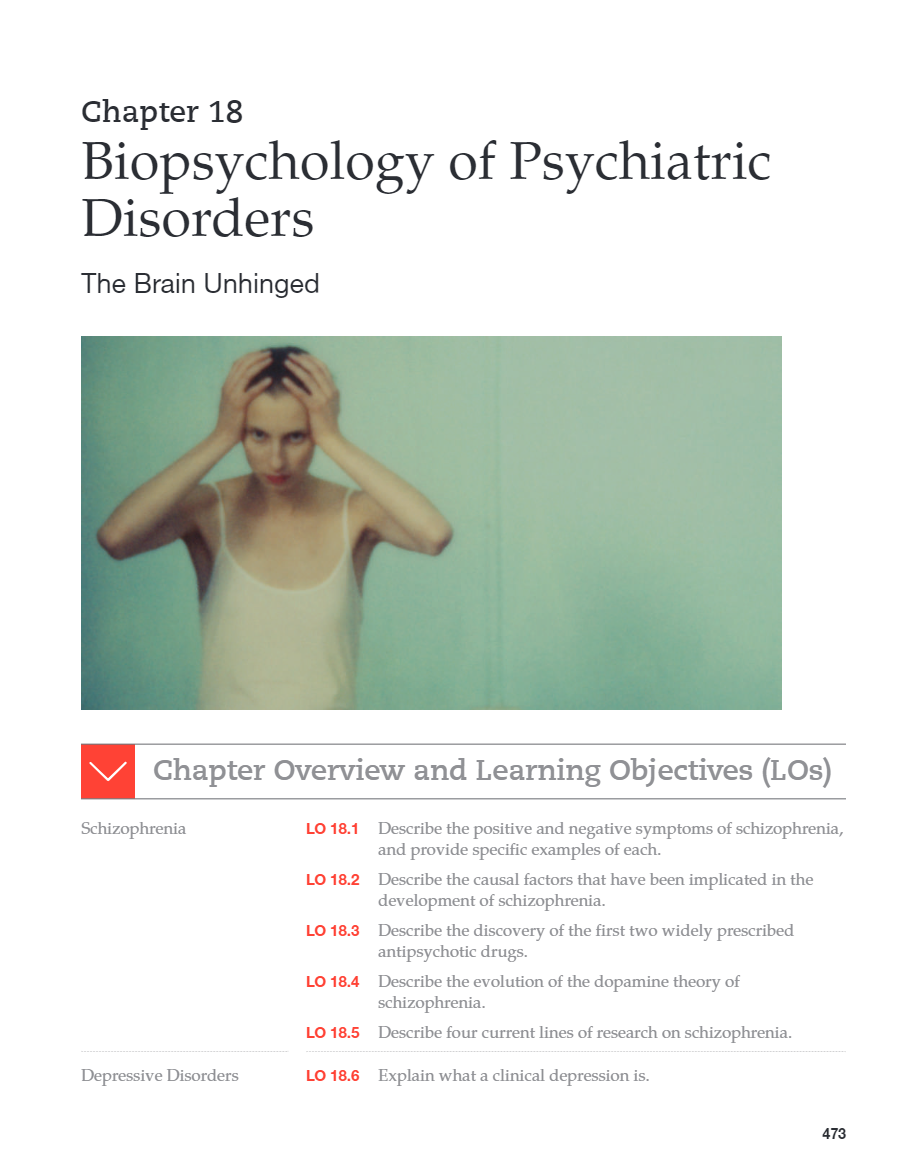 Chapter 18
Biopsychology of Psychiatric
Disorders
The Brain Unhinged
Chapter Overview and Learning Objectives (LOs)
Schizophrenia
LO 18.1 Describe the positive and negative symptoms of schizophrenia,
and provide specific examples of each.
LO 18.2 Describe the causal factors that have been implicated in the
development of schizophrenia.
LO 18.3 Describe the discovery of the first two widely prescribed
antipsychotic drugs.
LO 18.4 Describe the evolution of the dopamine theory of
schizophrenia.
LO 18.5 Describe four current lines of research on schizophrenia.
Depressive Disorders
LO 18.6 Explain what a clinical depression is.
473